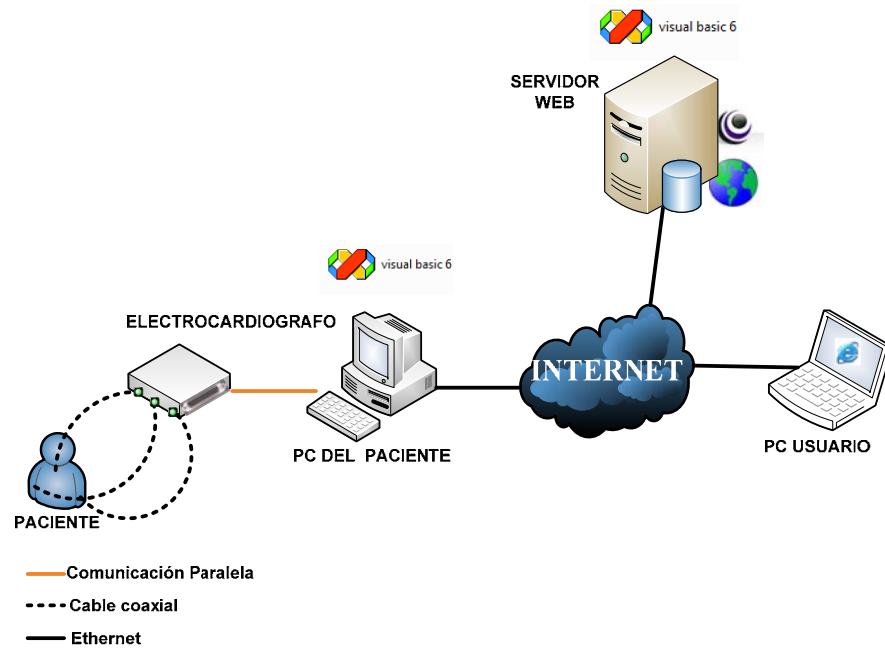 visual basic 6
SERVIDOR
WEB
visual basic 6
ELECTROCARDIOGRAFO
INTERNET
PC DEL PACIENTE
PC USUARIO
PACIENTE
Comunicación Paralela
Cable coaxial
Ethernet